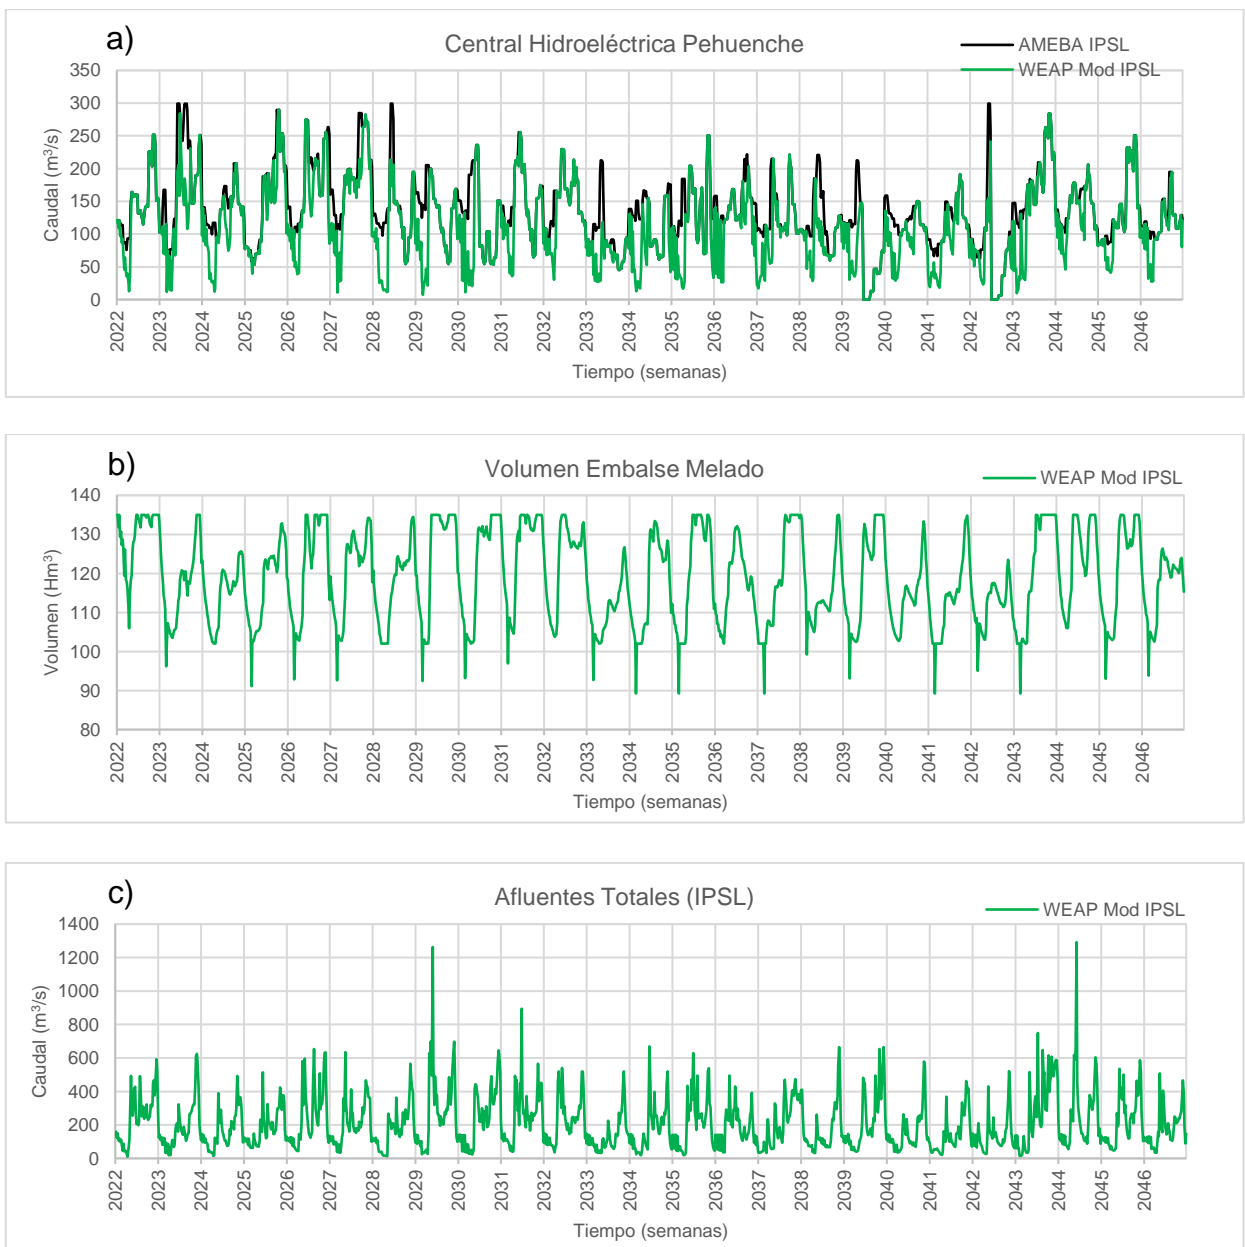 a)
Central Hidroeléctrica Pehuenche
AMEBA IPSL
WEAP Mod IPSL
350
300
250
200
150
100
50
0
Caudal (m³/s)
2022 2023 2024 2025 2026 2027 2028 2029 2030 2031 2032 2033 2034 2035 2036 2037 2038 2039 2040 2041 2042 2043 2044 2045 2046
Tiempo (semanas)
b)
Volumen Embalse Melado
WEAP Mod IPSL
140
130
120
110
100
90
80
Volumen (Hm³)
2022 2023 2024 2025 2026 2027 2028 2029 2030 2031 2032 2033 2034 2035 2036 2037 2038 2039 2040 2041 2042 2043 2044 2045 2046
Tiempo (semanas)
c)
Afluentes Totales (IPSL)
WEAP Mod IPSL
1400
1200
1000
800
600
400
200
0
Caudal (m³/s)
2022 2023 2024 2025 2026 2027 2028 2029 2030 2031 2032 2033 2034 2035 2036 2037 2038 2039 2040 2041 2042 2043 2044 2045 2046
Tiempo (semanas)